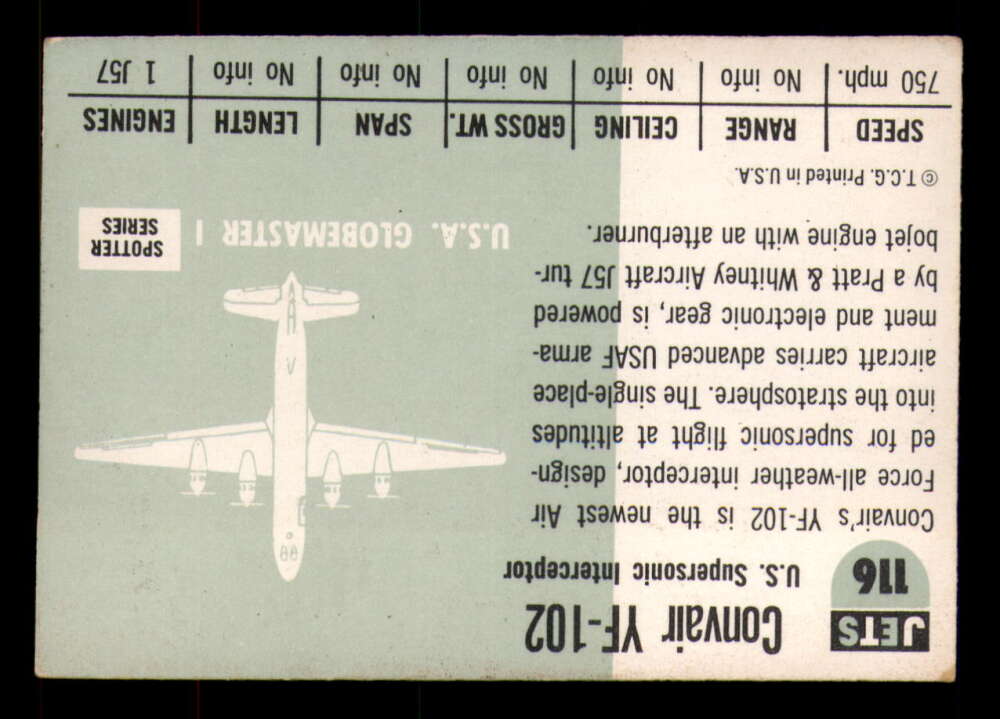 JETS
116
Convair YF-102
U.S. Supersonic Interceptor
Convair's YF-102 is the newest Air
Force all-weather interceptor, design-
ed for supersonic flight at altitudes
into the stratosphere. The single-place
aircraft carries advanced USAF arma-
ment and electronic gear, is powered
by a Pratt & Whitney Aircraft J57 tur-
bojet engine with an afterburner.
U.S.A. GLOBEMASTER I
SPOTTER
SERIES
© T.C.G. Printed in U.S.A.
SPEED RANGE CEILING GROSS WT. SPAN LENGTH ENGINES
750 mph. No info No info No info No info No info 1 J57